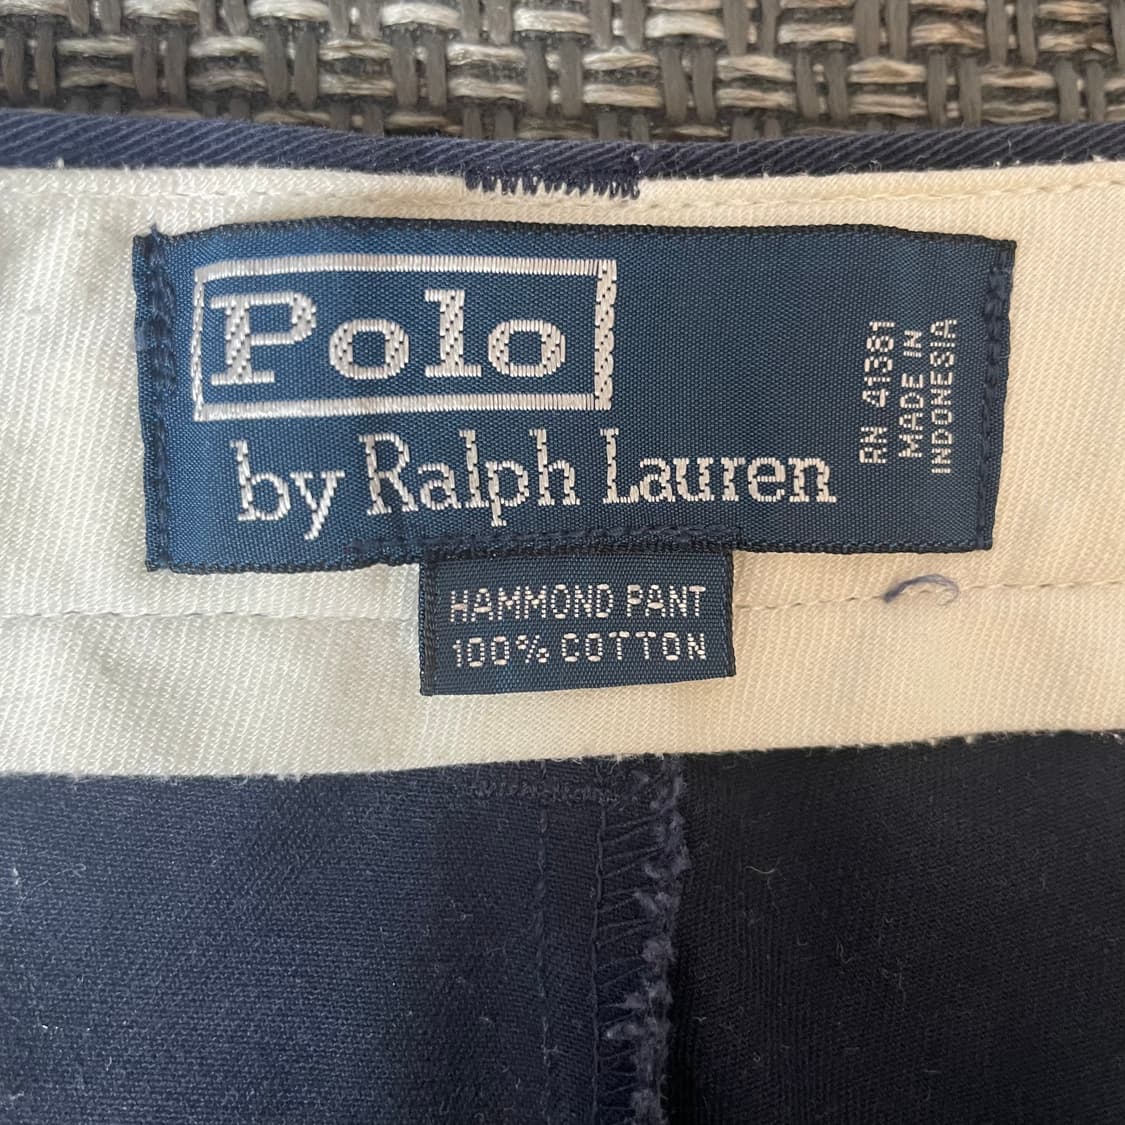 Polo
by Ralph Lauren
RN 41381
MADE IN
INDONESIA
HAMMOND PANT
100% COTTON